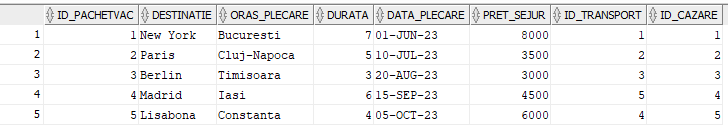 ID_PACHETVAC DESTINATIE ORAS_PLECARE DURATA DATA_PLECARE PRET_SEJUR ID_TRANSPORT ID_CAZARE
1 1 New York Bucuresti 7 01-JUN-23 8000 1 1
2 2 Paris Cluj-Napoca 5 10-JUL-23 3500 2 2
3 3 Berlin Timisoara 3 20-AUG-23 3000 3 3
4 4 Madrid Iasi 6 15-SEP-23 4500 5 4
5 5 Lisabona Constanta 4 05-OCT-23 6000 4 5